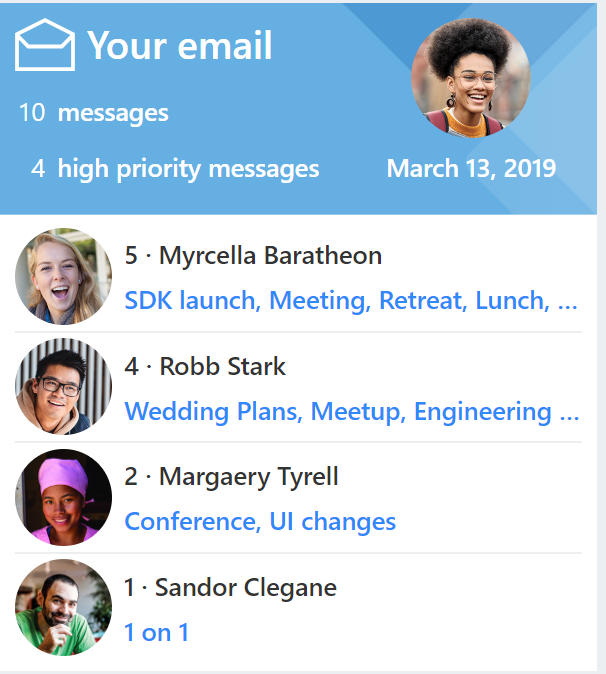 Your email
10 messages
4 high priority messages
March 13, 2019
5 · Myrcella Baratheon
SDK launch, Meeting, Retreat, Lunch, ...
4 · Robb Stark
Wedding Plans, Meetup, Engineering ...
2 · Margaery Tyrell
Conference, UI changes
1 · Sandor Clegane
1 on 1